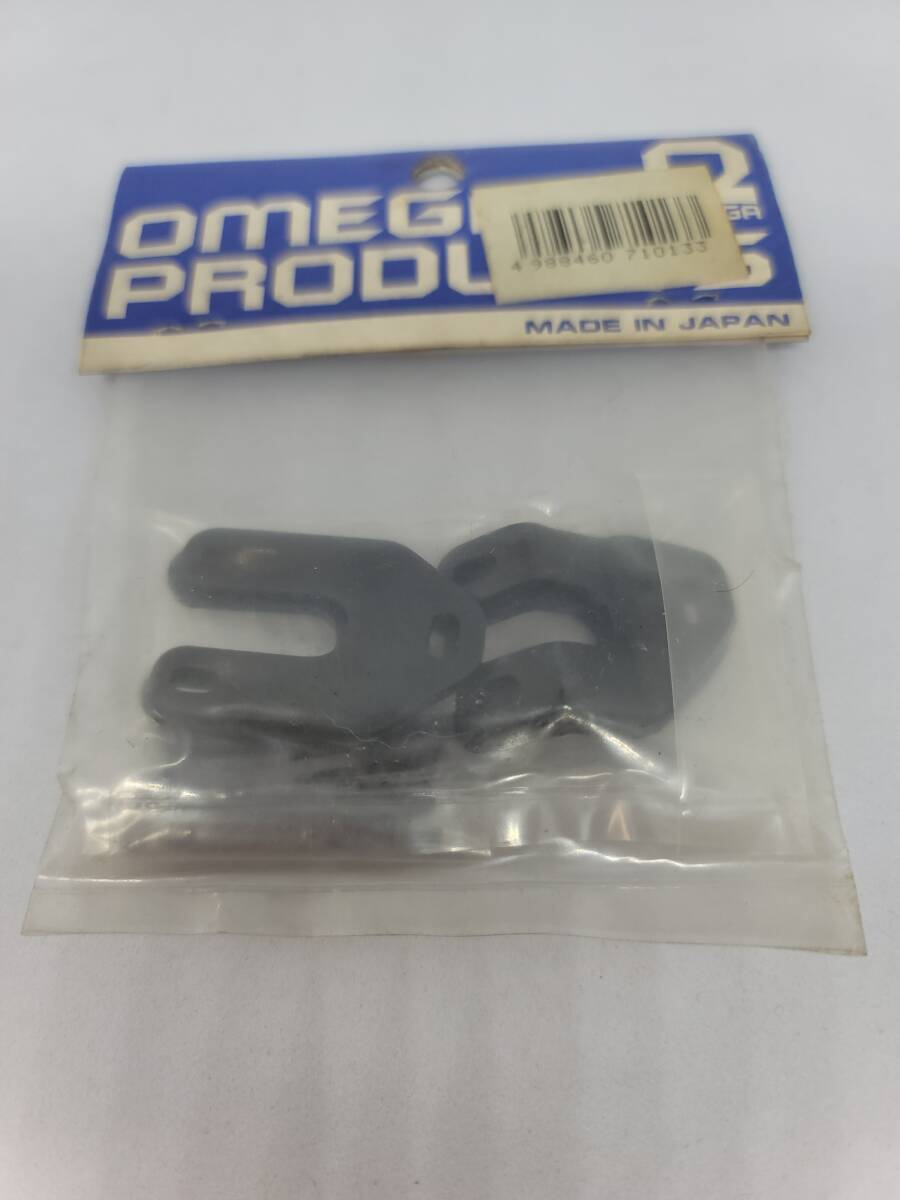 OMEG
GA
PRODU S
4 988460 710133
MADE IN JAPAN